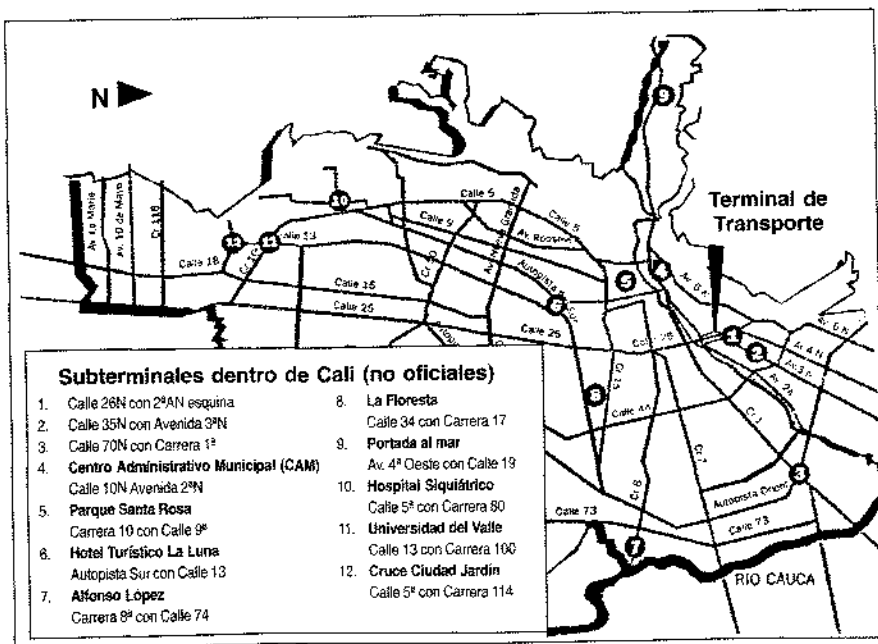 N
Terminal de
Transporte
Av. La María
Av. 10 de Mayo
Cr 118
Calle 5
Calle 5
Calle 9
Av. Roosevelt
Calle 13
Calle 18
Calle 16
Calle 25
Calle 25
Autopista
Av. 6 N
Av. 4 N
Cr 1
Cr 8
Cr 15
Autopista Orient
Calle 73
Calle 73
RIO CAUCA
Subterminales dentro de Cali (no oficiales)
1. Calle 26N con 2ªAN esquina
2. Calle 35N con Avenida 3ªN
3. Calle 70N con Carrera 1ª
4. Centro Administrativo Municipal (CAM)
Calle 10N Avenida 2ªN
5. Parque Santa Rosa
Carrera 10 con Calle 9ª
6. Hotel Turístico La Luna
Autopista Sur con Calle 13
7. Alfonso López
Carrera 8ª con Calle 74
8. La Floresta
Calle 34 con Carrera 17
9. Portada al mar
Av. 4ª Oeste con Calle 19
10. Hospital Siquiátrico
Calle 5ª con Carrera 80
11. Universidad del Valle
Calle 13 con Carrera 100
12. Cruce Ciudad Jardín
Calle 5ª con Carrera 114